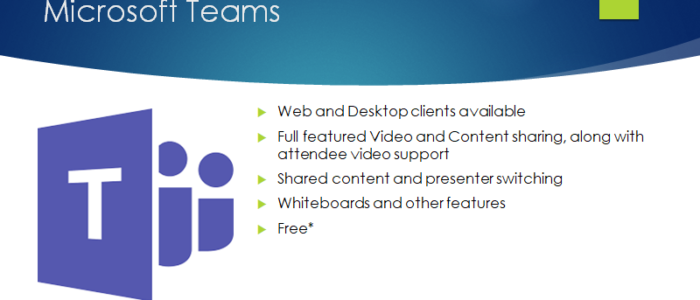 Microsoft Teams
T
Web and Desktop clients available
Full featured Video and Content sharing, along with
attendee video support
Shared content and presenter switching
Whiteboards and other features
Free*